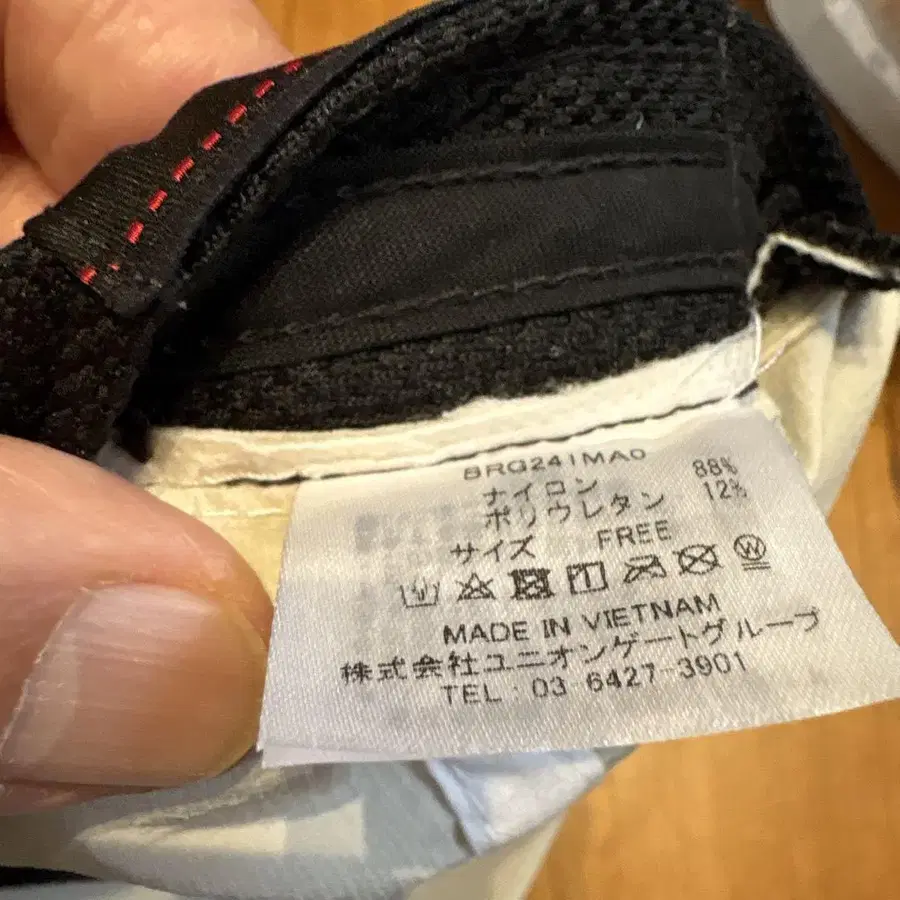 BRG241MA0
ナイロン 88%
ポリウレタン 12%
サイズ FREE
W
MADE IN VIETNAM
株式会社ユニオンゲートグループ
TEL : 03-6427-3901